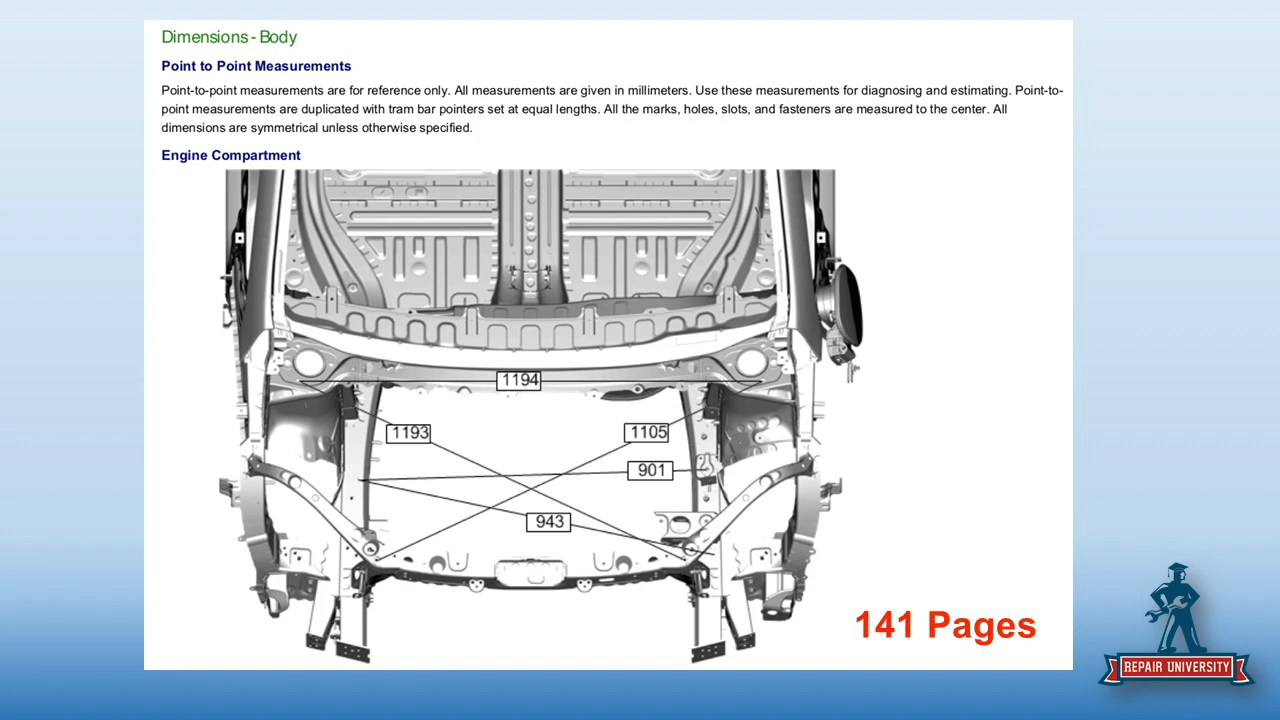 Dimensions - Body
Point to Point Measurements
Point-to-point measurements are for reference only. All measurements are given in millimeters. Use these measurements for diagnosing and estimating. Point-to-
point measurements are duplicated with tram bar pointers set at equal lengths. All the marks, holes, slots, and fasteners are measured to the center. All
dimensions are symmetrical unless otherwise specified.
Engine Compartment
1194
1193
1105
901
943
141 Pages
REPAIR UNIVERSITY